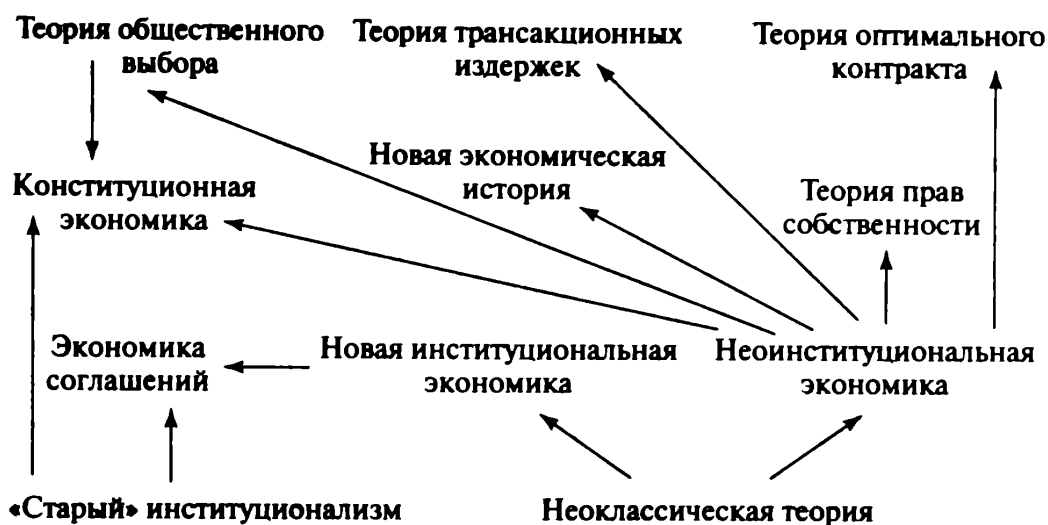 Теория общественного
выбора
Теория трансакционных
издержек
Теория оптимального
контракта
Новая экономическая
история
Конституционная
экономика
Теория прав
собственности
Экономика
соглашений
Новая институциональная
экономика
Неоинституциональная
экономика
«Старый» институционализм
Неоклассическая теория